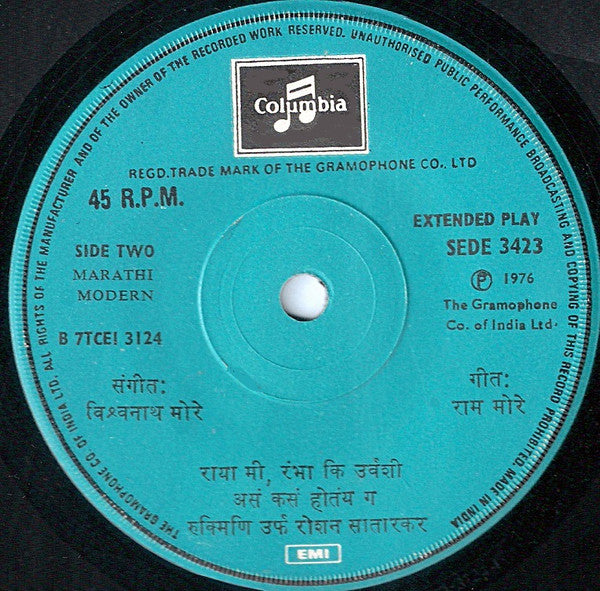 THE GRAMOPHONE CO. OF INDIA LTD. ALL RIGHTS OF THE MANUFACTURER AND OF THE OWNER OF THE RECORDED WORK RESERVED. UNAUTHORISED PUBLIC PERFORMANCE BROADCASTING AND COPYING OF THIS RECORD PROHIBITED. MADE IN INDIA
Columbia
REGD. TRADE MARK OF THE GRAMOPHONE CO., LTD
45 R.P.M.
EXTENDED PLAY
SEDE 3423
SIDE TWO
MARATHI
MODERN
Ⓟ 1976
The Gramophone
Co. of India Ltd.
B 7TCE! 3124
संगीत:
विश्वनाथ मोरे
गीत:
राम मोरे
राया मी, रंभा कि उर्वशी
असं कसं होतंय ग
रुक्मिणि उर्फ रोशन सातारकर
EMI